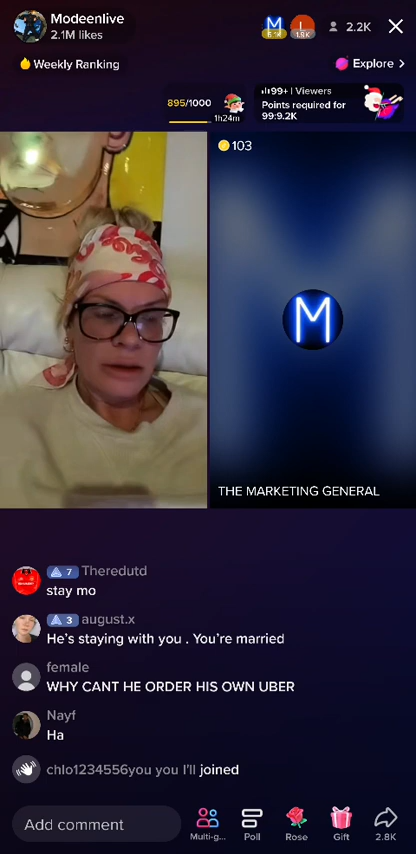 Modeenlive
2.1M likes
M
L
1.9K
2.2K
Weekly Ranking
Explore
895/1000
1h24m
99+ | Viewers
Points required for
99:9.2K
103
M
THE MARKETING GENERAL
7 Theredutd
stay mo
3 august.x
He's staying with you . You're married
female
WHY CANT HE ORDER HIS OWN UBER
Nayf
Ha
chlo1234556you you I'll joined
Add comment
Multi-g...
Poll
Rose
Gift
2.8K